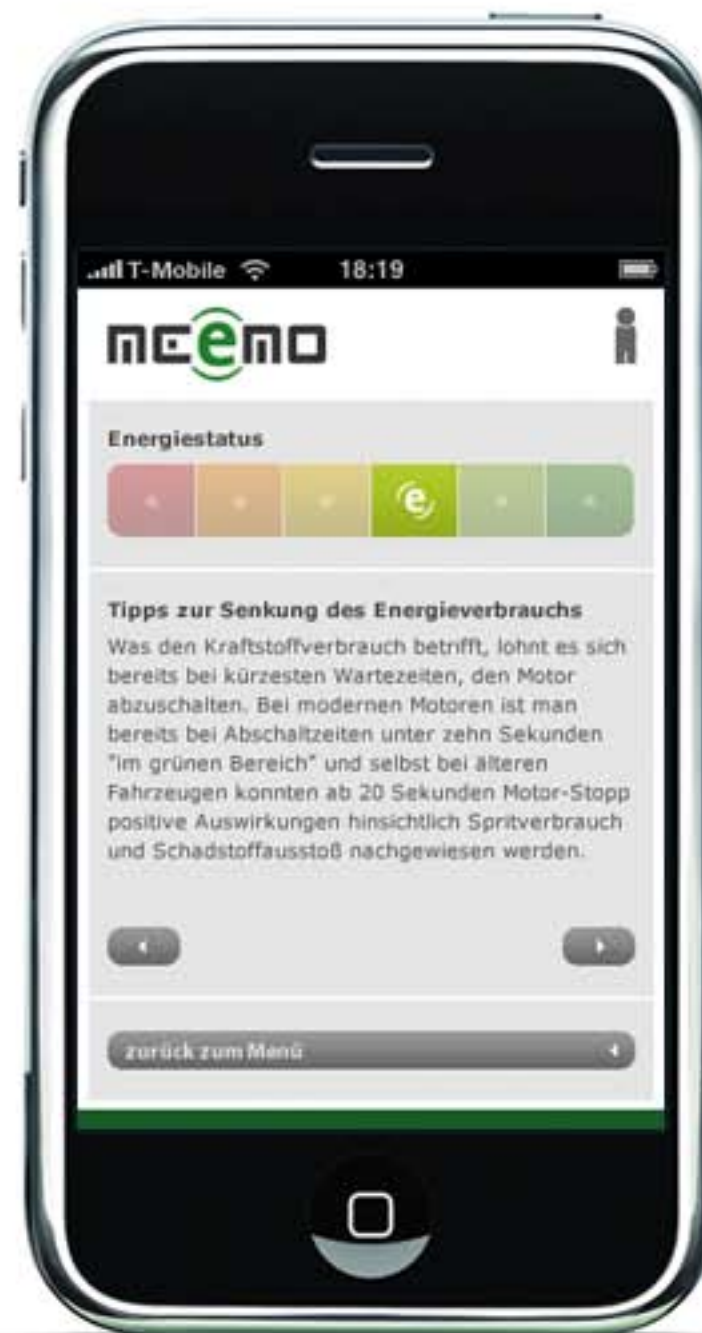 T-Mobile 18:19
mcemo
Energiestatus
e
Tipps zur Senkung des Energieverbrauchs
Was den Kraftstoffverbrauch betrifft, lohnt es sich
bereits bei kürzesten Wartezeiten, den Motor
abzuschalten. Bei modernen Motoren ist man
bereits bei Abschaltzeiten unter zehn Sekunden
"im grünen Bereich" und selbst bei älteren
Fahrzeugen konnten ab 20 Sekunden Motor-Stopp
positive Auswirkungen hinsichtlich Spritverbrauch
und Schadstoffausstoß nachgewiesen werden.
zurück zum Menü